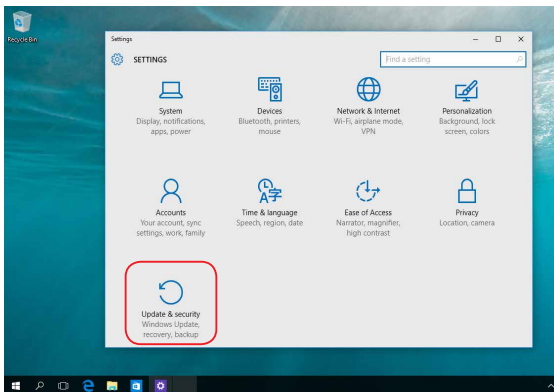 Recycle Bin
Settings
SETTINGS
Find a setting
System
Display, notifications,
apps, power
Devices
Bluetooth, printers,
mouse
Network & Internet
Wi-Fi, airplane mode,
VPN
Personalization
Background, lock
screen, colors
Accounts
Your account, sync
settings, work, family
Time & language
Speech, region, date
Ease of Access
Narrator, magnifier,
high contrast
Privacy
Location, camera
Update & security
Windows Update,
recovery, backup